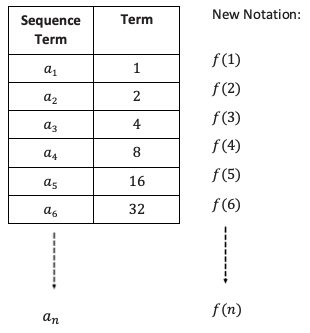 Sequence Term Term New Notation:
a₁ 1 f(1)
a₂ 2 f(2)
a₃ 4 f(3)
a₄ 8 f(4)
a₅ 16 f(5)
a₆ 32 f(6)
aₙ f(n)